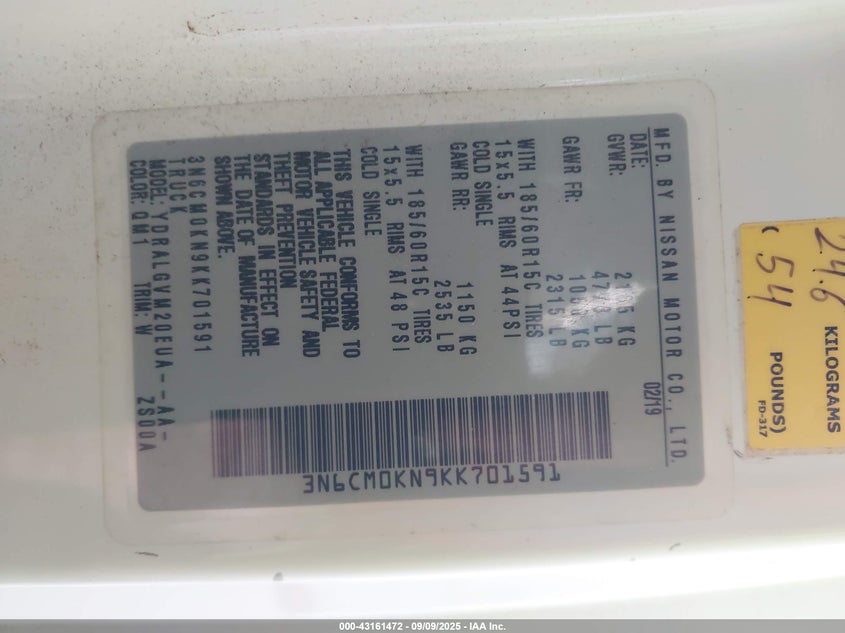 MFD. BY NISSAN MOTOR CO., LTD.
DATE: 02/19
GVWR: KG
LB
GAWR FR: KG
2315 LB
WITH 185/60R15C TIRES
15x5.5 RIMS AT 44PSI
COLD SINGLE
GAWR RR: 1150 KG
2535 LB
WITH 185/60R15C TIRES
15x5.5 RIMS AT 48 PSI
COLD SINGLE
THIS VEHICLE CONFORMS TO
ALL APPLICABLE FEDERAL
MOTOR VEHICLE SAFETY AND
THEFT PREVENTION
STANDARDS IN EFFECT ON
THE DATE OF MANUFACTURE
SHOWN ABOVE.
3N6CM0KN9KK701591
TRUCK
MODEL: YDRALGVM20EUA--AA-
COLOR: QM1 TRIM: W ZS00A
3N6CM0KN9KK701591
24.6 KILOGRAMS
( 54 POUNDS)
FD-317
000-43161472 - 09/09/2025 - IAA Inc.